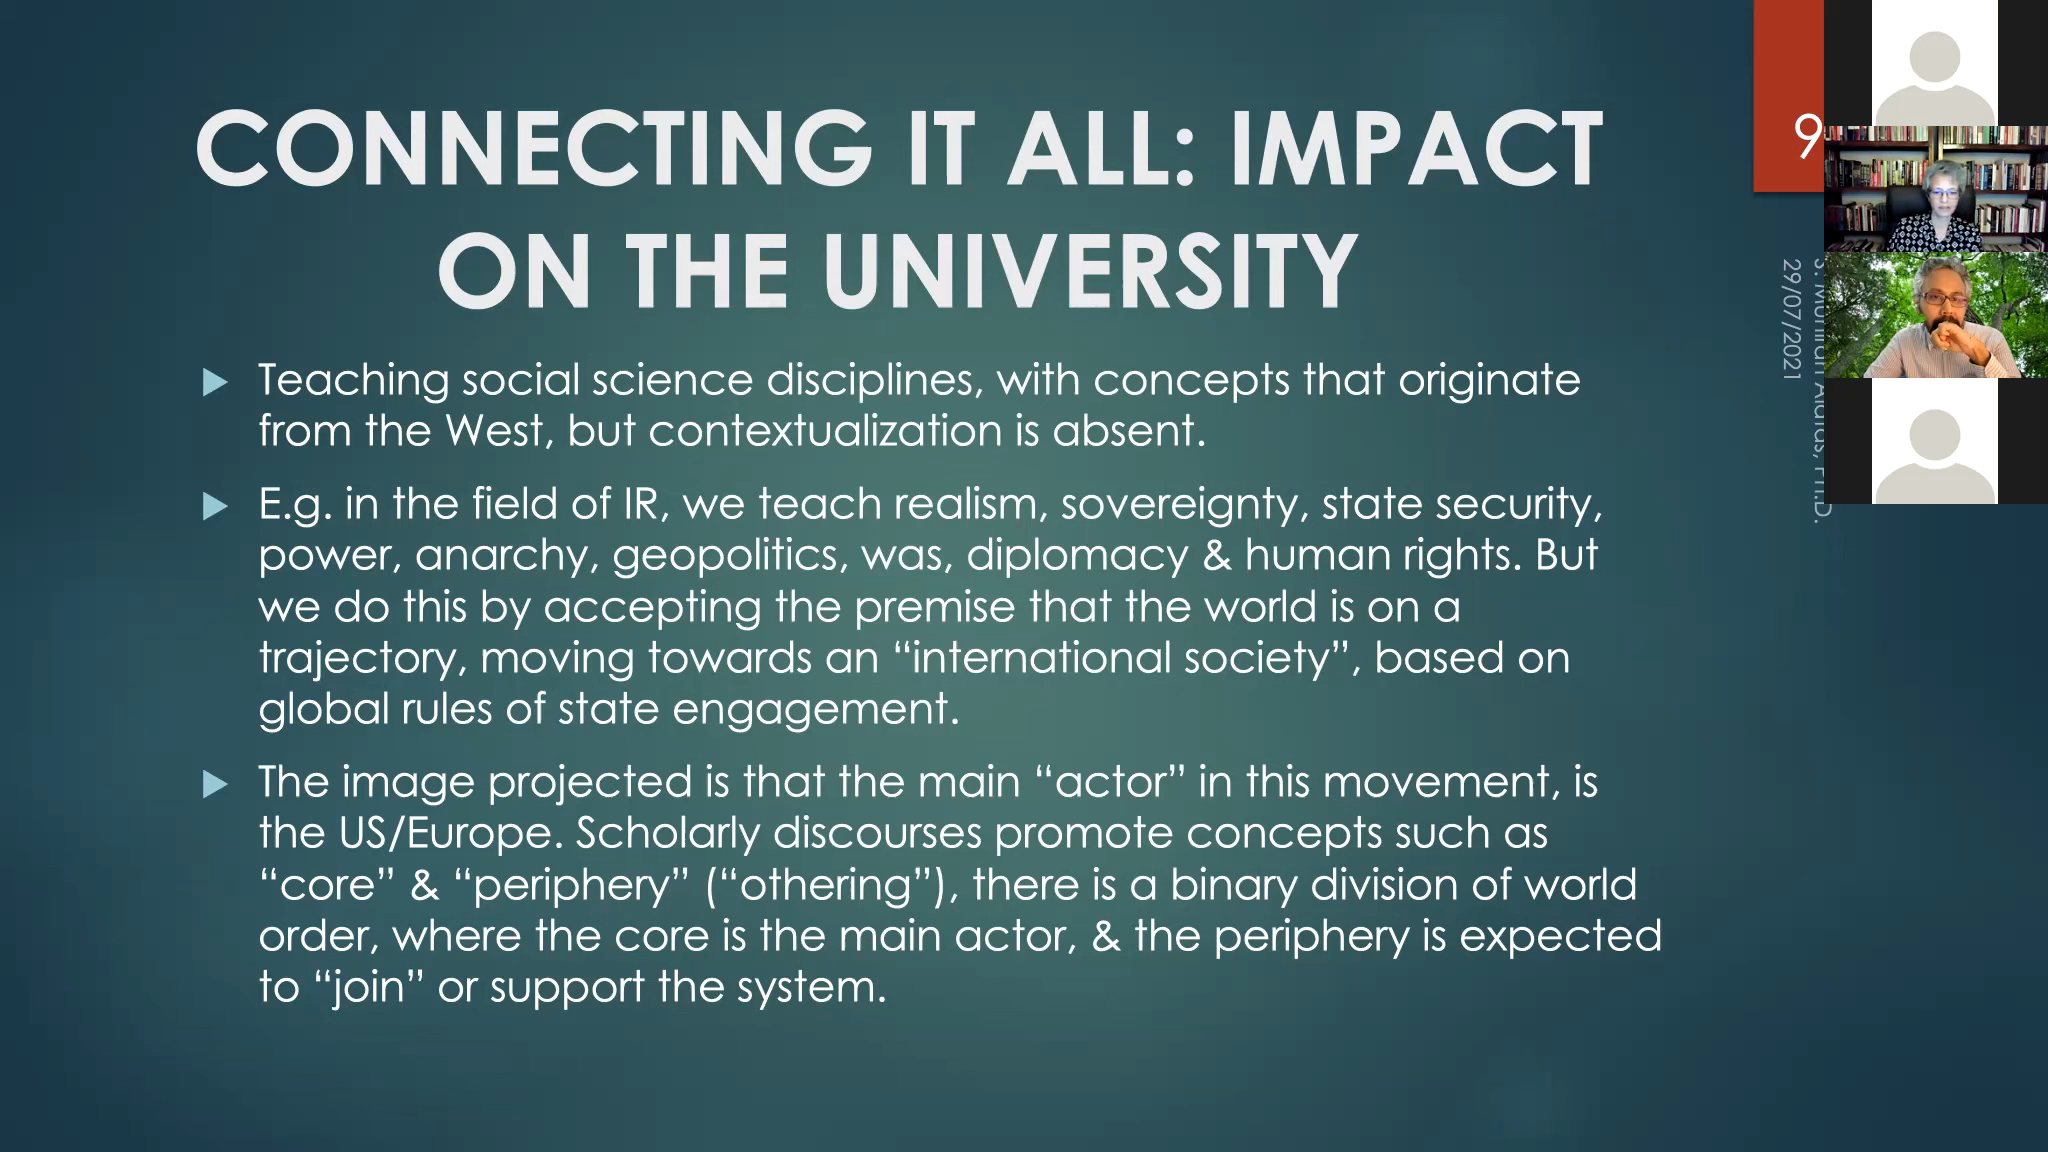 CONNECTING IT ALL: IMPACT
ON THE UNIVERSITY
9
Teaching social science disciplines, with concepts that originate
from the West, but contextualization is absent.
E.g. in the field of IR, we teach realism, sovereignty, state security,
power, anarchy, geopolitics, was, diplomacy & human rights. But
we do this by accepting the premise that the world is on a
trajectory, moving towards an “international society”, based on
global rules of state engagement.
The image projected is that the main “actor” in this movement, is
the US/Europe. Scholarly discourses promote concepts such as
“core” & “periphery” (“othering”), there is a binary division of world
order, where the core is the main actor, & the periphery is expected
to “join” or support the system.
29/07/2021